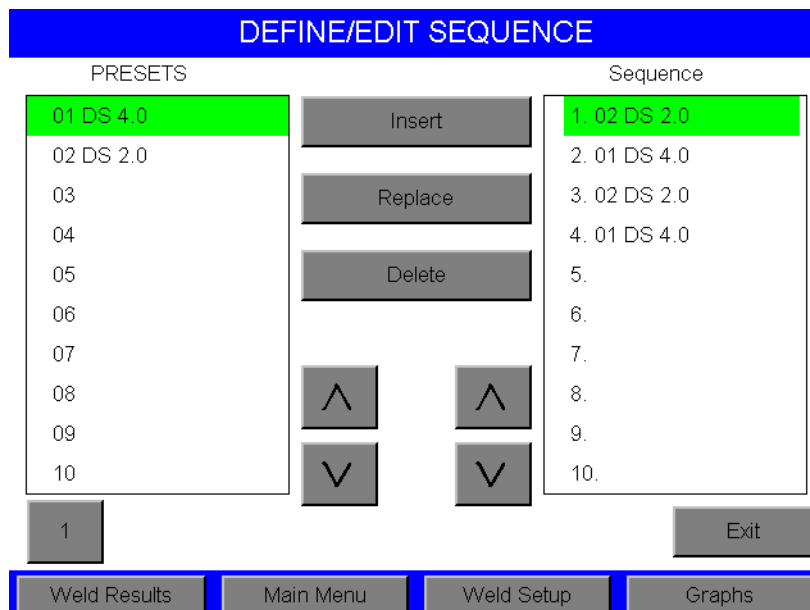 DEFINE/EDIT SEQUENCE
PRESETS
Sequence
01 DS 4.0
02 DS 2.0
03
04
05
06
07
08
09
10
Insert
Replace
Delete
1. 02 DS 2.0
2. 01 DS 4.0
3. 02 DS 2.0
4. 01 DS 4.0
5.
6.
7.
8.
9.
10.
1
Exit
Weld Results
Main Menu
Weld Setup
Graphs